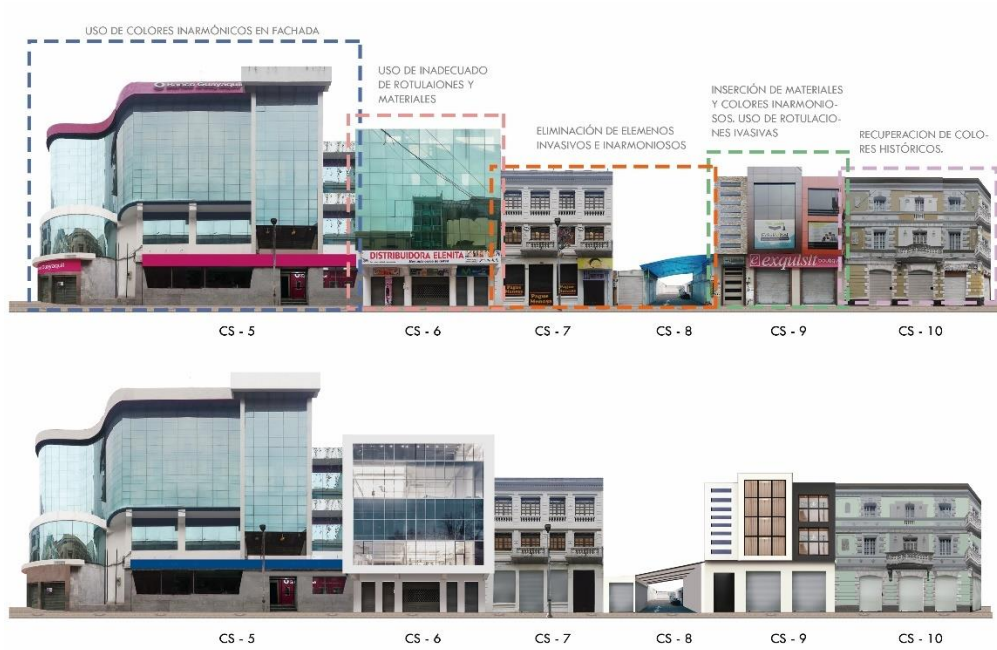 USO DE COLORES INARMÓNICOS EN FACHADA
USO DE INADECUADO
DE ROTULAIONES Y
MATERIALES
ELIMINACIÓN DE ELEMENOS
INVASIVOS E INARMONIOSOS
INSERCIÓN DE MATERIALES
Y COLORES INARMONIO-
SOS. USO DE ROTULACIO-
NES IVASIVAS
RECUPERACION DE COLO-
RES HISTÓRICOS.
Banco Guayaquil
DISTRIBUIDORA ELENITA
exquisit
CS - 5
CS - 6
CS - 7
CS - 8
CS - 9
CS - 10
CS - 5
CS - 6
CS - 7
CS - 8
CS - 9
CS - 10